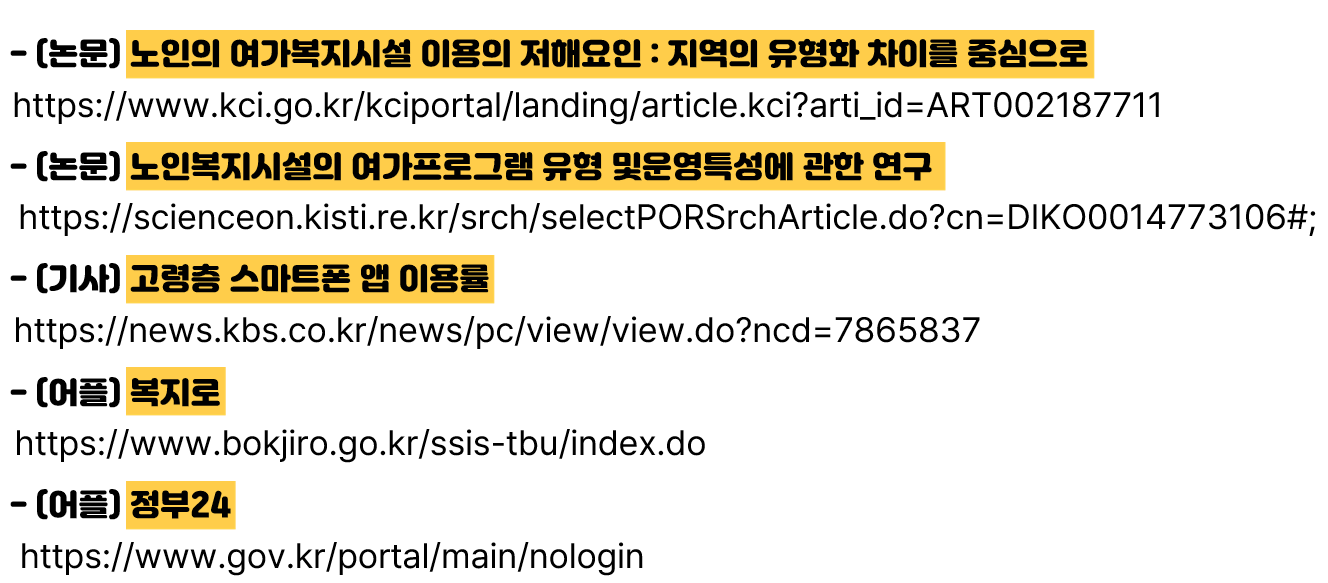 - (논문) 노인의 여가복지시설 이용의 저해요인 : 지역의 유형화 차이를 중심으로
https://www.kci.go.kr/kciportal/landing/article.kci?arti_id=ART002187711
- (논문) 노인복지시설의 여가프로그램 유형 및운영특성에 관한 연구
https://scienceon.kisti.re.kr/srch/selectPORSrchArticle.do?cn=DIKO0014773106#;
- (기사) 고령층 스마트폰 앱 이용률
https://news.kbs.co.kr/news/pc/view/view.do?ncd=7865837
- (어플) 복지로
https://www.bokjiro.go.kr/ssis-tbu/index.do
- (어플) 정부24
https://www.gov.kr/portal/main/nologin